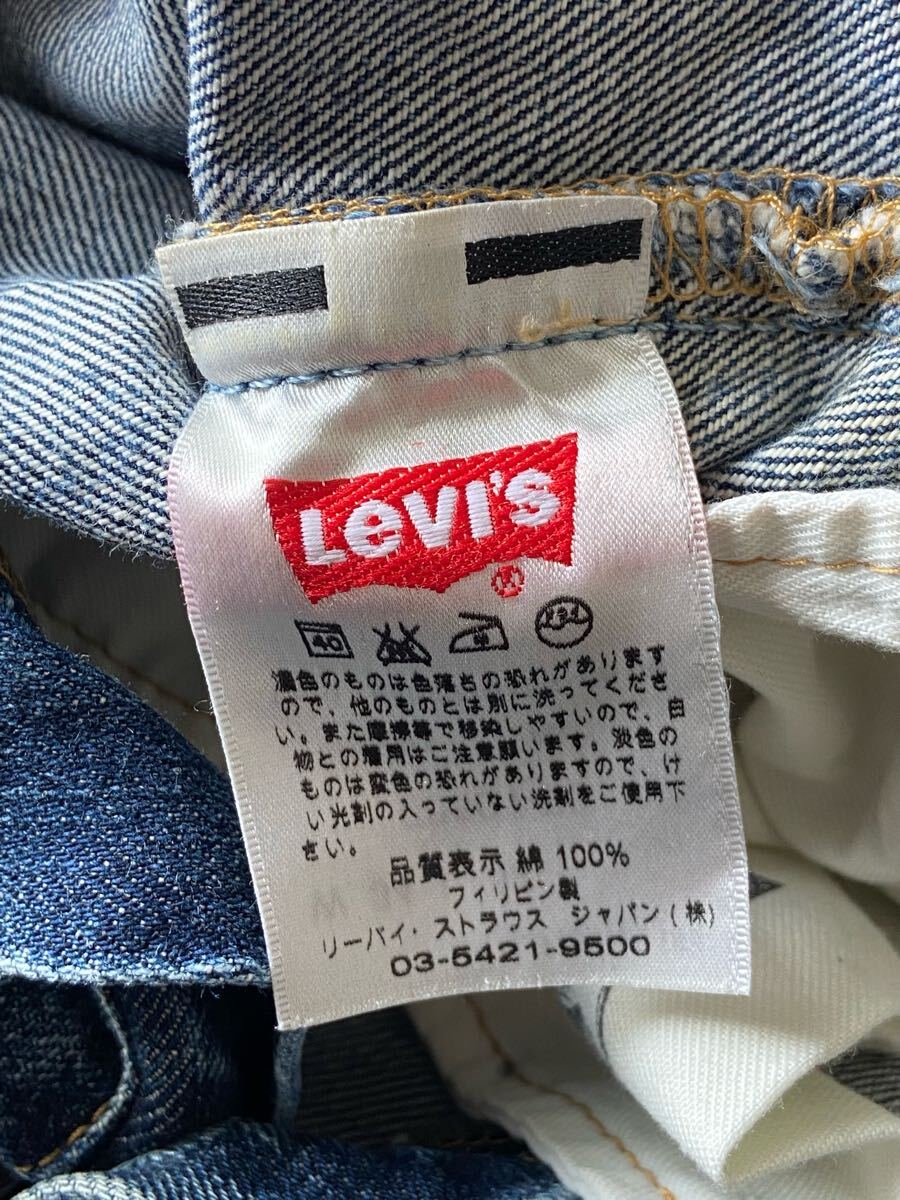 LEVI'S
40
濃色のものは色落ちの恐れがあります
ので、他のものとは別に洗ってくださ
い。また摩擦等で移染しやすいので、白
物との着用はご注意願います。淡色の
ものは変色の恐れがありますので、け
い光剤の入っていない洗剤をご使用下
さい。
品質表示 綿 100%
フィリピン製
リーバイ・ストラウス ジャパン(株)
03-5421-9500